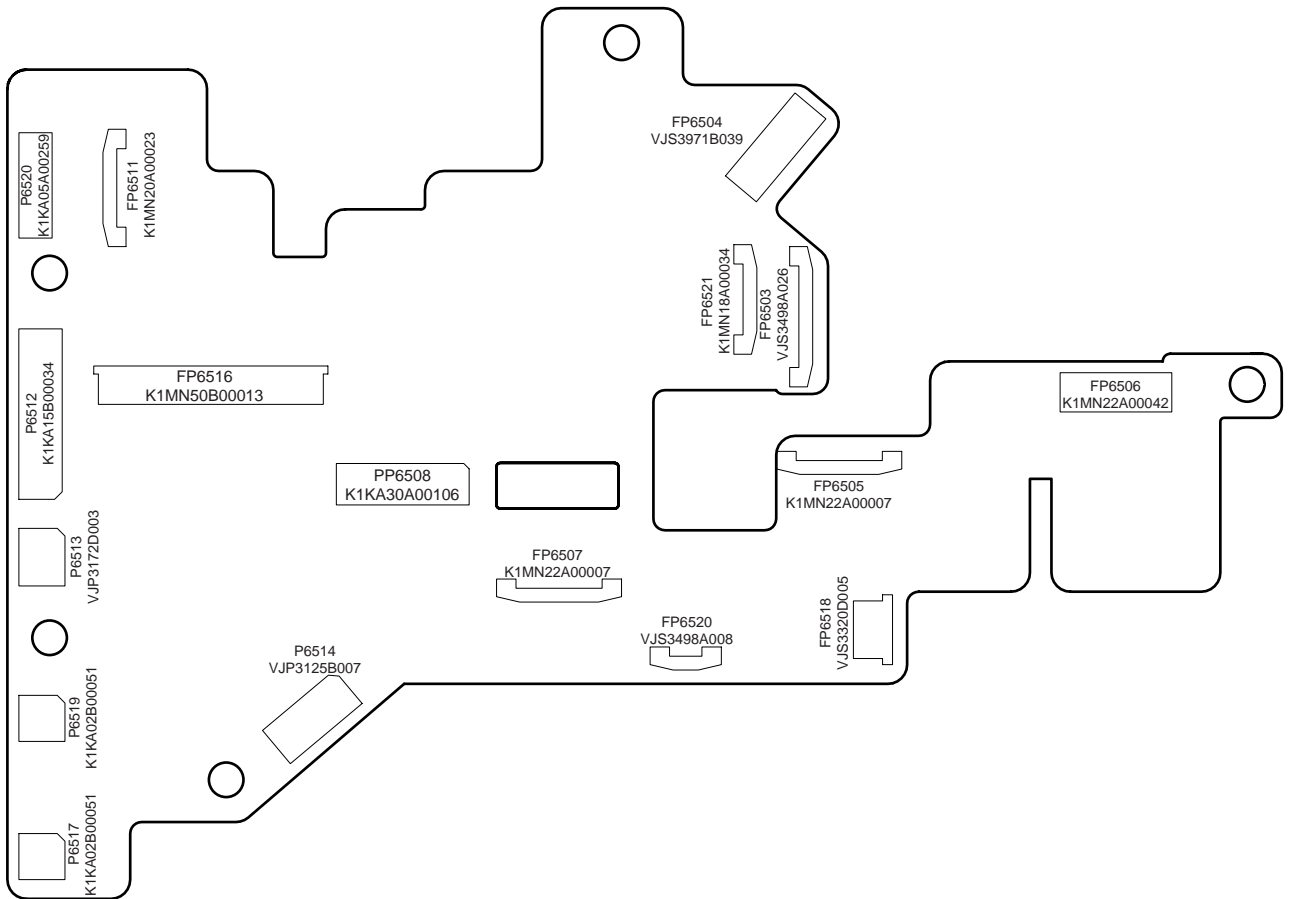 FP6504
VJS3971B039
P6520
K1KA05A00259
FP6511
K1MN20A00023
FP6521
K1MN18A00034
FP6503
VJS3498A026
FP6516
K1MN50B00013
P6512
K1KA15B00034
FP6506
K1MN22A00042
PP6508
K1KA30A00106
FP6505
K1MN22A00007
P6513
VJP3172D003
FP6507
K1MN22A00007
FP6520
VJS3498A008
FP6518
VJS3320D005
P6514
VJP3125B007
P6519
K1KA02B00051
P6517
K1KA02B00051